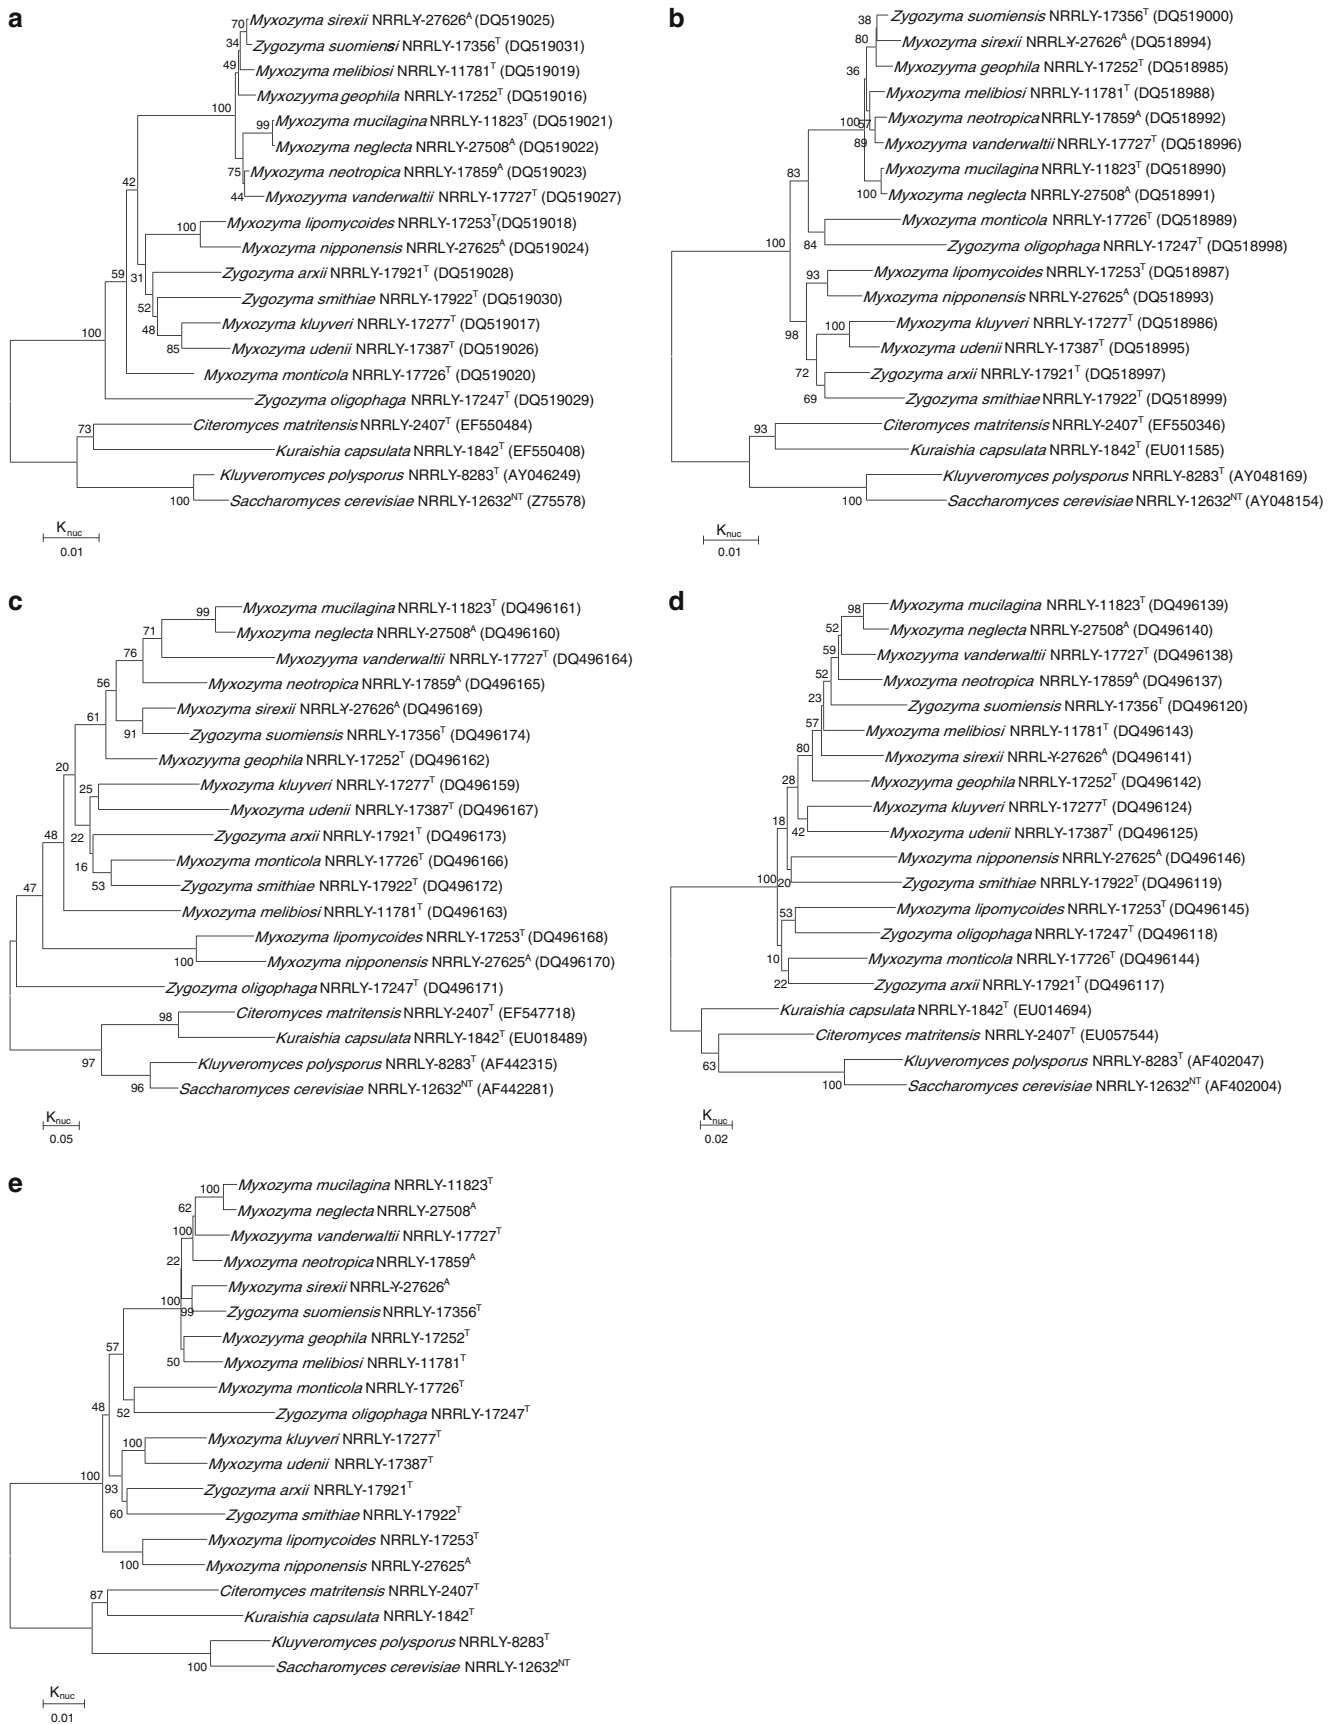 a
70 Myxozyma sirexii NRRLY-27626A (DQ519025)
34 Zygozyma suomiensi NRRLY-17356T (DQ519031)
49 Myxozyma melibiosi NRRLY-11781T (DQ519019)
Myxozyyma geophila NRRLY-17252T (DQ519016)
100
99 Myxozyma mucilagina NRRLY-11823T (DQ519021)
Myxozyma neglecta NRRLY-27508A (DQ519022)
75 Myxozyma neotropica NRRLY-17859A (DQ519023)
44 Myxozyyma vanderwaltii NRRLY-17727T (DQ519027)
42
100 Myxozyma lipomycoides NRRLY-17253T(DQ519018)
Myxozyma nipponensis NRRLY-27625A (DQ519024)
59 31 Zygozyma arxii NRRLY-17921T (DQ519028)
52 Zygozyma smithiae NRRLY-17922T (DQ519030)
48 Myxozyma kluyveri NRRLY-17277T (DQ519017)
85 Myxozyma udenii NRRLY-17387T (DQ519026)
100
Myxozyma monticola NRRLY-17726T (DQ519020)
Zygozyma oligophaga NRRLY-17247T (DQ519029)
73 Citeromyces matritensis NRRLY-2407T (EF550484)
Kuraishia capsulata NRRLY-1842T (EF550408)
Kluyveromyces polysporus NRRLY-8283T (AY046249)
100 Saccharomyces cerevisiae NRRLY-12632NT (Z75578)
Knuc
0.01
b
38 Zygozyma suomiensis NRRLY-17356T (DQ519000)
80 Myxozyma sirexii NRRL-Y-27626A (DQ518994)
Myxozyyma geophila NRRLY-17252T (DQ518985)
36
Myxozyma melibiosi NRRLY-11781T (DQ518988)
100 57 Myxozyma neotropica NRRLY-17859A (DQ518992)
89 Myxozyyma vanderwaltii NRRLY-17727T (DQ518996)
Myxozyma mucilagina NRRLY-11823T (DQ518990)
83
100 Myxozyma neglecta NRRLY-27508A (DQ518991)
Myxozyma monticola NRRLY-17726T (DQ518989)
100 84 Zygozyma oligophaga NRRLY-17247T (DQ518998)
93 Myxozyma lipomycoides NRRLY-17253T (DQ518987)
Myxozyma nipponensis NRRLY-27625A (DQ518993)
98 100 Myxozyma kluyveri NRRLY-17277T (DQ518986)
Myxozyma udenii NRRLY-17387T (DQ518995)
72 Zygozyma arxii NRRLY-17921T (DQ518997)
69 Zygozyma smithiae NRRLY-17922T (DQ518999)
93 Citeromyces matritensis NRRLY-2407T (EF550346)
Kuraishia capsulata NRRLY-1842T (EU011585)
Kluyveromyces polysporus NRRLY-8283T (AY048169)
100 Saccharomyces cerevisiae NRRLY-12632NT (AY048154)
Knuc
0.01
c
99 Myxozyma mucilagina NRRLY-11823T (DQ496161)
71 Myxozyma neglecta NRRLY-27508A (DQ496160)
76 Myxozyyma vanderwaltii NRRLY-17727T (DQ496164)
56 Myxozyma neotropica NRRLY-17859A (DQ496165)
61 Myxozyma sirexii NRRL-Y-27626A (DQ496169)
91 Zygozyma suomiensis NRRLY-17356T (DQ496174)
Myxozyyma geophila NRRLY-17252T (DQ496162)
20
25 Myxozyma kluyveri NRRLY-17277T (DQ496159)
Myxozyma udenii NRRLY-17387T (DQ496167)
48 22 Zygozyma arxii NRRLY-17921T (DQ496173)
16 Myxozyma monticola NRRLY-17726T (DQ496166)
53 Zygozyma smithiae NRRLY-17922T (DQ496172)
47
Myxozyma melibiosi NRRLY-11781T (DQ496163)
Myxozyma lipomycoides NRRLY-17253T (DQ496168)
100 Myxozyma nipponensis NRRLY-27625A (DQ496170)
Zygozyma oligophaga NRRLY-17247T (DQ496171)
98 Citeromyces matritensis NRRLY-2407T (EF547718)
Kuraishia capsulata NRRLY-1842T (EU018489)
97 Kluyveromyces polysporus NRRLY-8283T (AF442315)
96 Saccharomyces cerevisiae NRRLY-12632NT (AF442281)
Knuc
0.05
d
98 Myxozyma mucilagina NRRLY-11823T (DQ496139)
52 Myxozyma neglecta NRRLY-27508A (DQ496140)
59 Myxozyyma vanderwaltii NRRLY-17727T (DQ496138)
52 Myxozyma neotropica NRRLY-17859A (DQ496137)
23 Zygozyma suomiensis NRRLY-17356T (DQ496120)
57 Myxozyma melibiosi NRRLY-11781T (DQ496143)
80 Myxozyma sirexii NRRL-Y-27626A (DQ496141)
28 Myxozyyma geophila NRRLY-17252T (DQ496142)
Myxozyma kluyveri NRRLY-17277T (DQ496124)
18 42 Myxozyma udenii NRRLY-17387T (DQ496125)
Myxozyma nipponensis NRRLY-27625A (DQ496146)
100 20 Zygozyma smithiae NRRLY-17922T (DQ496119)
53 Myxozyma lipomycoides NRRLY-17253T (DQ496145)
Zygozyma oligophaga NRRLY-17247T (DQ496118)
10 Myxozyma monticola NRRLY-17726T (DQ496144)
22 Zygozyma arxii NRRLY-17921T (DQ496117)
Kuraishia capsulata NRRLY-1842T (EU014694)
Citeromyces matritensis NRRLY-2407T (EU057544)
63 Kluyveromyces polysporus NRRLY-8283T (AF402047)
100 Saccharomyces cerevisiae NRRLY-12632NT (AF402004)
Knuc
0.02
e
100 Myxozyma mucilagina NRRLY-11823T
62 Myxozyma neglecta NRRLY-27508A
100 Myxozyyma vanderwaltii NRRLY-17727T
22 Myxozyma neotropica NRRLY-17859A
Myxozyma sirexii NRRL-Y-27626A
100 99 Zygozyma suomiensis NRRLY-17356T
Myxozyyma geophila NRRLY-17252T
57 50 Myxozyma melibiosi NRRLY-11781T
Myxozyma monticola NRRLY-17726T
48 52 Zygozyma oligophaga NRRLY-17247T
100 Myxozyma kluyveri NRRLY-17277T
Myxozyma udenii NRRLY-17387T
100 93 Zygozyma arxii NRRLY-17921T
60 Zygozyma smithiae NRRLY-17922T
Myxozyma lipomycoides NRRLY-17253T
100 Myxozyma nipponensis NRRLY-27625A
87 Citeromyces matritensis NRRLY-2407T
Kuraishia capsulata NRRLY-1842T
Kluyveromyces polysporus NRRLY-8283T
100 Saccharomyces cerevisiae NRRLY-12632NT
Knuc
0.01